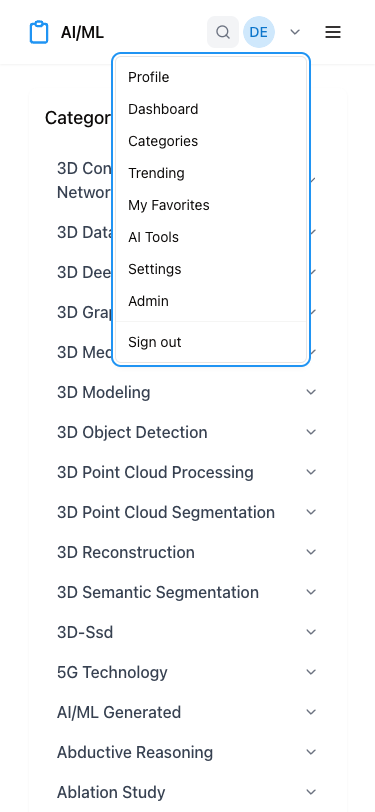 AI/ML
DE
Profile
Dashboard
Categories
Trending
My Favorites
AI Tools
Settings
Admin
Sign out
3D Modeling
3D Object Detection
3D Point Cloud Processing
3D Point Cloud Segmentation
3D Reconstruction
3D Semantic Segmentation
3D-Ssd
5G Technology
AI/ML Generated
Abductive Reasoning
Ablation Study